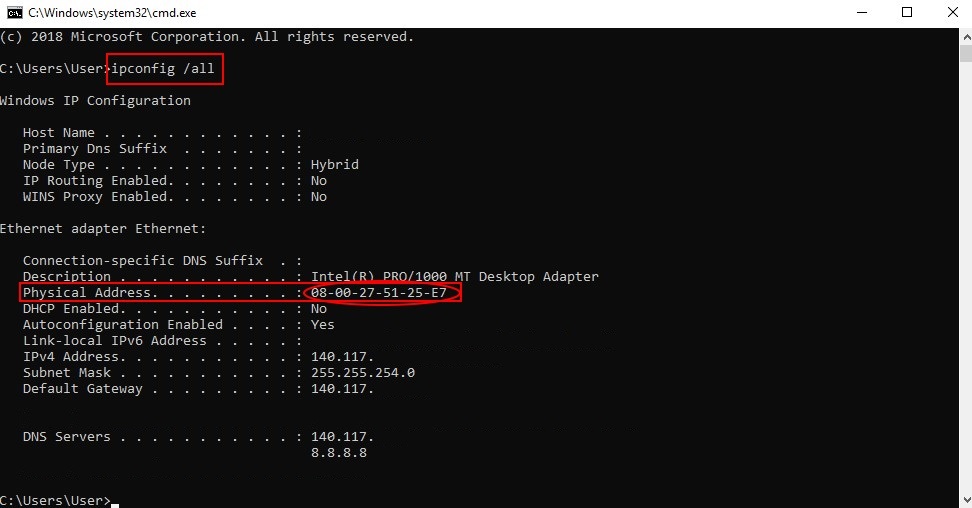 C:\Windows\system32\cmd.exe
(c) 2018 Microsoft Corporation. All rights reserved.
C:\Users\User>ipconfig /all
Windows IP Configuration
Host Name . . . . . . . . . . . . :
Primary Dns Suffix  . . . . . . . :
Node Type . . . . . . . . . . . . : Hybrid
IP Routing Enabled. . . . . . . . : No
WINS Proxy Enabled. . . . . . . . : No
Ethernet adapter Ethernet:
Connection-specific DNS Suffix  . :
Description . . . . . . . . . . . : Intel(R) PRO/1000 MT Desktop Adapter
Physical Address. . . . . . . . . : 08-00-27-51-25-E7
DHCP Enabled. . . . . . . . . . . : No
Autoconfiguration Enabled . . . . : Yes
Link-local IPv6 Address . . . . . :
IPv4 Address. . . . . . . . . . . : 140.117.
Subnet Mask . . . . . . . . . . . : 255.255.254.0
Default Gateway . . . . . . . . . : 140.117.
DNS Servers . . . . . . . . . . . : 140.117.
8.8.8.8
C:\Users\User>